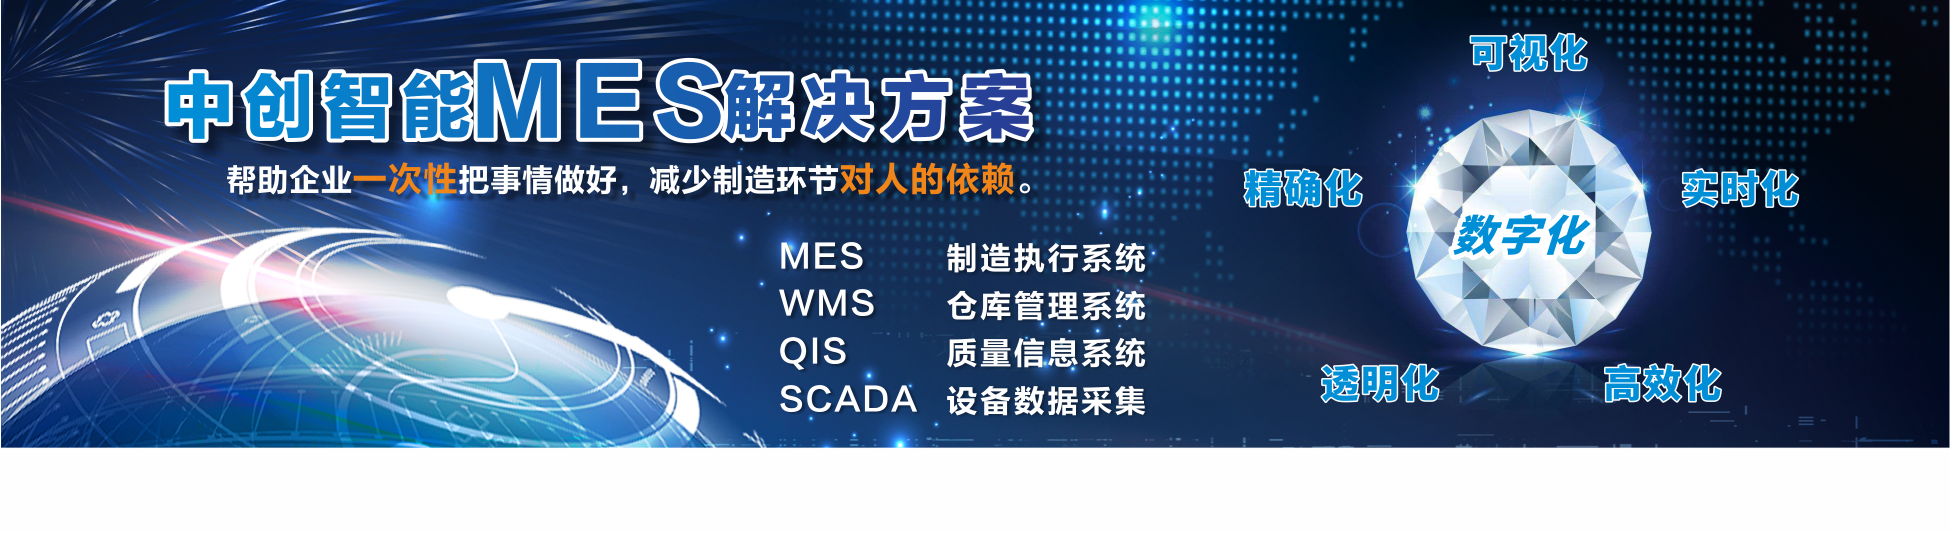 中创智能MES解决方案
帮助企业一次性把事情做好，减少制造环节对人的依赖。
MES 制造执行系统
WMS 仓库管理系统
QIS 质量信息系统
SCADA 设备数据采集
可视化
精确化
实时化
数字化
透明化
高效化